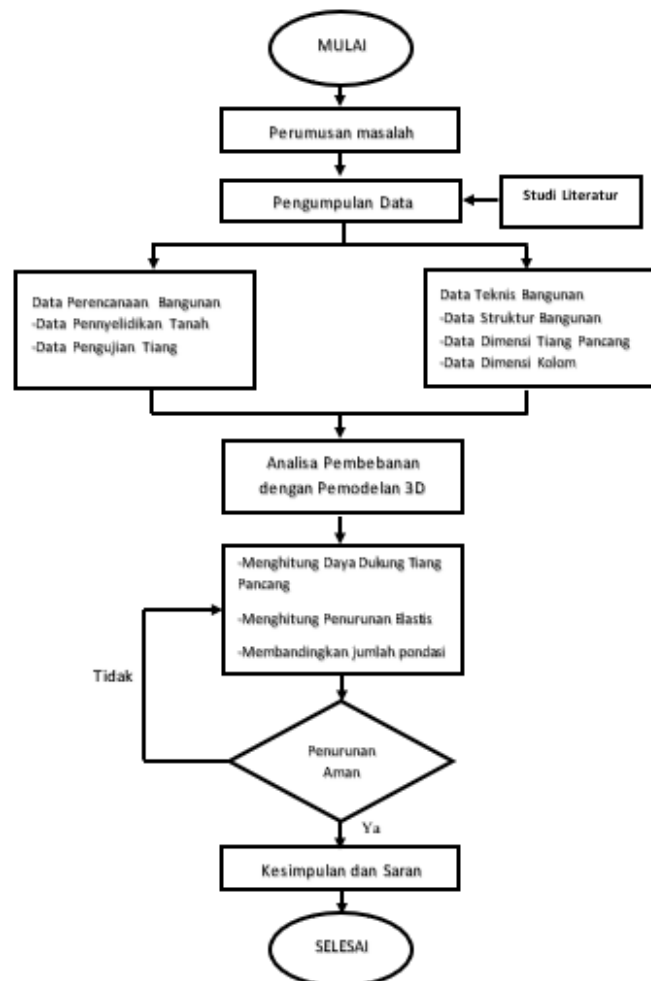 MULAI
Perumusan masalah
Pengumpulan Data
Studi Literatur
Data Perencanaan Bangunan
-Data Pennyelidikan Tanah
-Data Pengujian Tiang
Data Teknis Bangunan
-Data Struktur Bangunan
-Data Dimensi Tiang Pancang
-Data Dimensi Kolom
Analisa Pembebanan
dengan Pemodelan 3D
-Menghitung Daya Dukung Tiang
Pancang
-Menghitung Penurunan Elastis
-Membandingkan jumlah pondasi
Tidak
Penurunan
Aman
Ya
Kesimpulan dan Saran
SELESAI